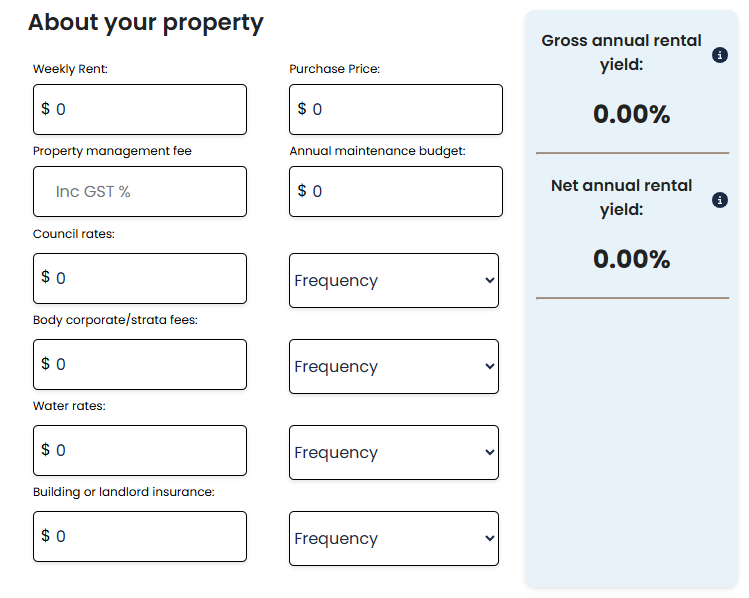 About your property
Weekly Rent:
$ 0
Purchase Price:
$ 0
Property management fee
Inc GST %
Annual maintenance budget:
$ 0
Council rates:
$ 0
Frequency
Body corporate/strata fees:
$ 0
Frequency
Water rates:
$ 0
Frequency
Building or landlord insurance:
$ 0
Frequency
Gross annual rental
yield:
i
0.00%
Net annual rental
yield:
i
0.00%